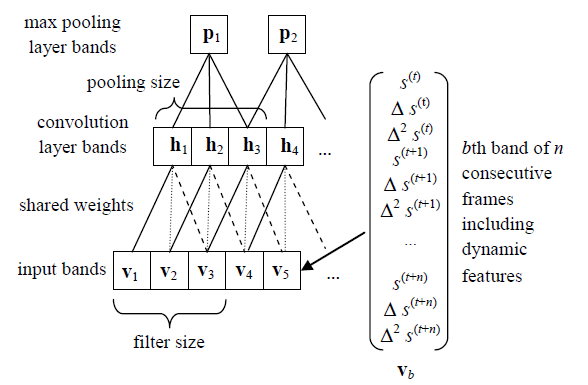 max pooling
layer bands
p1
p2
pooling size
convolution
layer bands
h1
h2
h3
h4
...
shared weights
input bands
v1
v2
v3
v4
v5
...
filter size
s(t)
Δ s(t)
Δ2 s(t)
s(t+1)
Δ s(t+1)
Δ2 s(t+1)
...
s(t+n)
Δ s(t+n)
Δ2 s(t+n)
vb
bth band of n
consecutive
frames
including
dynamic
features